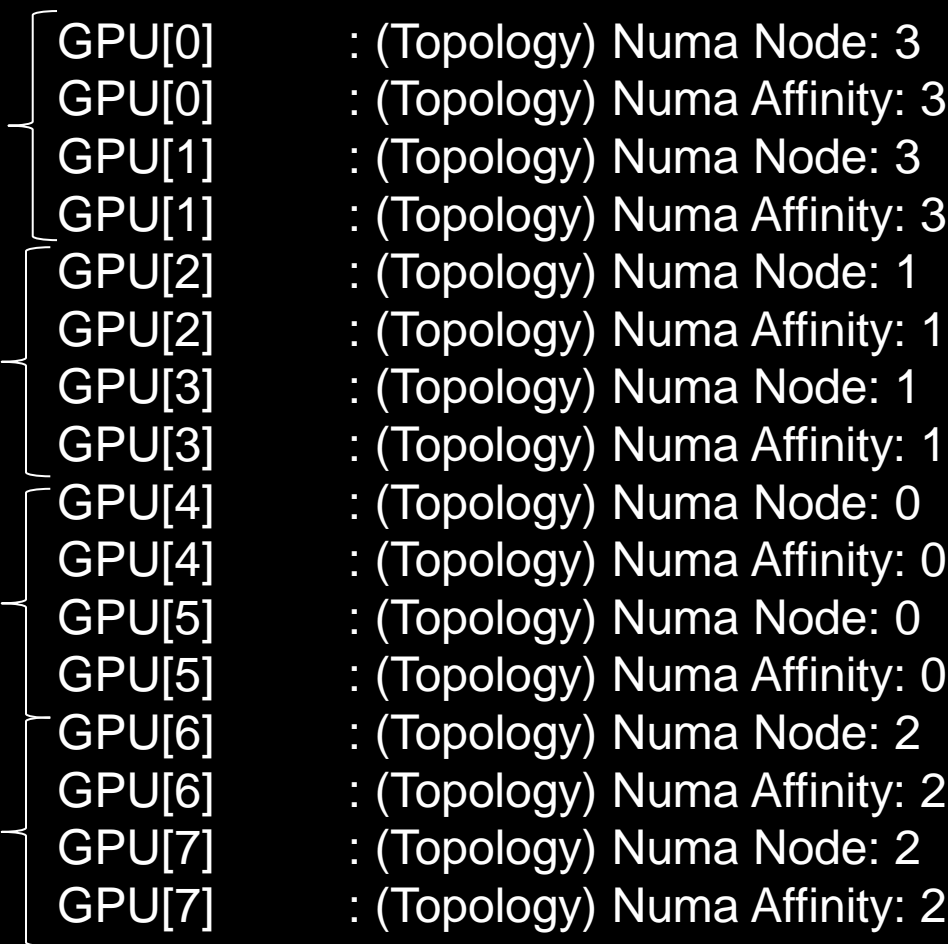 GPU[0] : (Topology) Numa Node: 3
GPU[0] : (Topology) Numa Affinity: 3
GPU[1] : (Topology) Numa Node: 3
GPU[1] : (Topology) Numa Affinity: 3
GPU[2] : (Topology) Numa Node: 1
GPU[2] : (Topology) Numa Affinity: 1
GPU[3] : (Topology) Numa Node: 1
GPU[3] : (Topology) Numa Affinity: 1
GPU[4] : (Topology) Numa Node: 0
GPU[4] : (Topology) Numa Affinity: 0
GPU[5] : (Topology) Numa Node: 0
GPU[5] : (Topology) Numa Affinity: 0
GPU[6] : (Topology) Numa Node: 2
GPU[6] : (Topology) Numa Affinity: 2
GPU[7] : (Topology) Numa Node: 2
GPU[7] : (Topology) Numa Affinity: 2